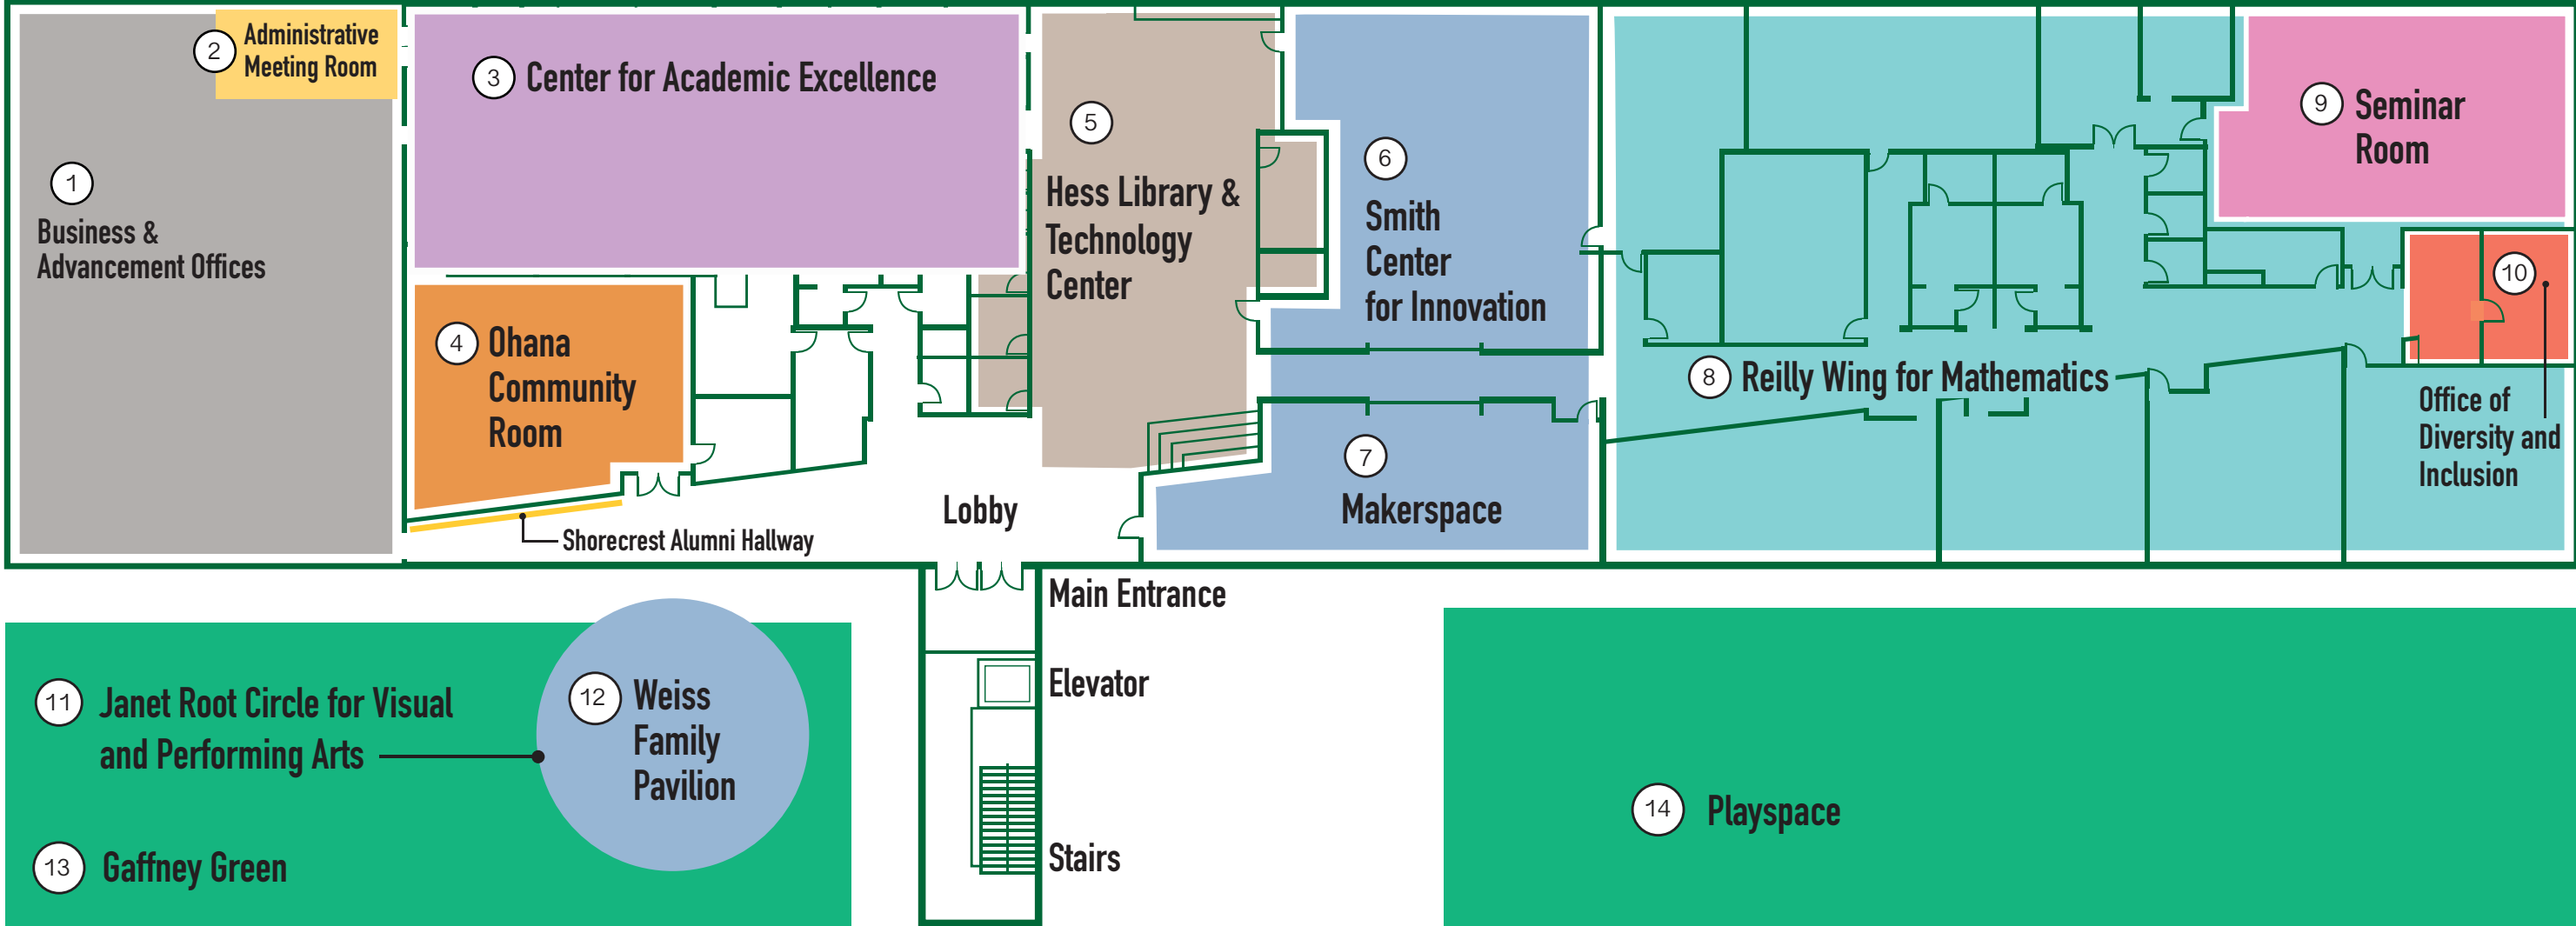 1
Business &
Advancement Offices
2
Administrative
Meeting Room
3
Center for Academic Excellence
4
Ohana
Community
Room
Shorecrest Alumni Hallway
Lobby
5
Hess Library &
Technology
Center
6
Smith
Center
for Innovation
7
Makerspace
8
Reilly Wing for Mathematics
9
Seminar
Room
10
Office of
Diversity and
Inclusion
Main Entrance
Elevator
Stairs
11
Janet Root Circle for Visual
and Performing Arts
12
Weiss
Family
Pavilion
13
Gaffney Green
14
Playspace